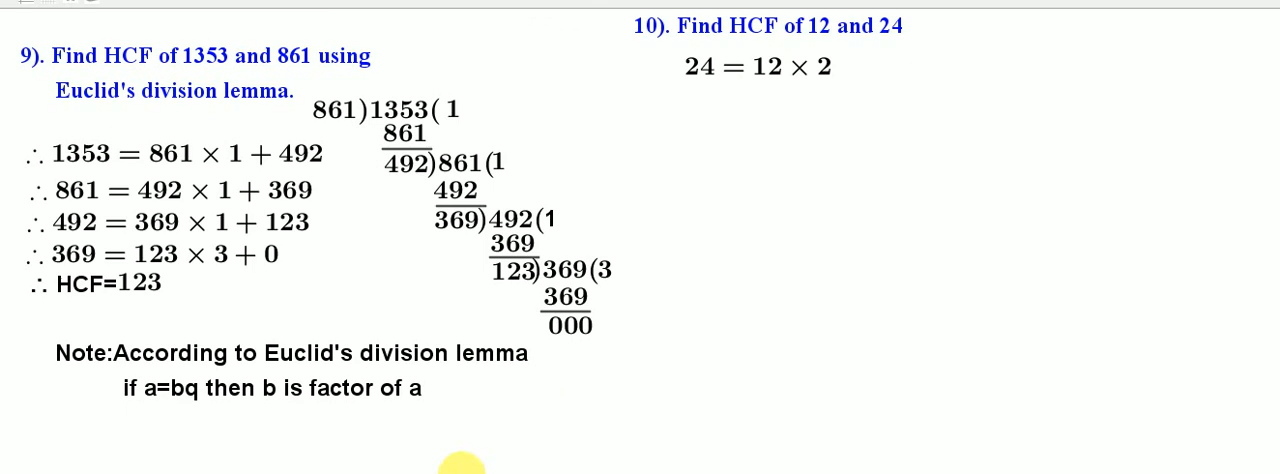 9). Find HCF of 1353 and 861 using
Euclid's division lemma.
861)1353( 1
861
492)861(1
492
369)492(1
369
123)369(3
369
000
∴ 1353 = 861 × 1 + 492
∴ 861 = 492 × 1 + 369
∴ 492 = 369 × 1 + 123
∴ 369 = 123 × 3 + 0
∴ HCF=123
Note:According to Euclid's division lemma
if a=bq then b is factor of a
10). Find HCF of 12 and 24
24 = 12 × 2